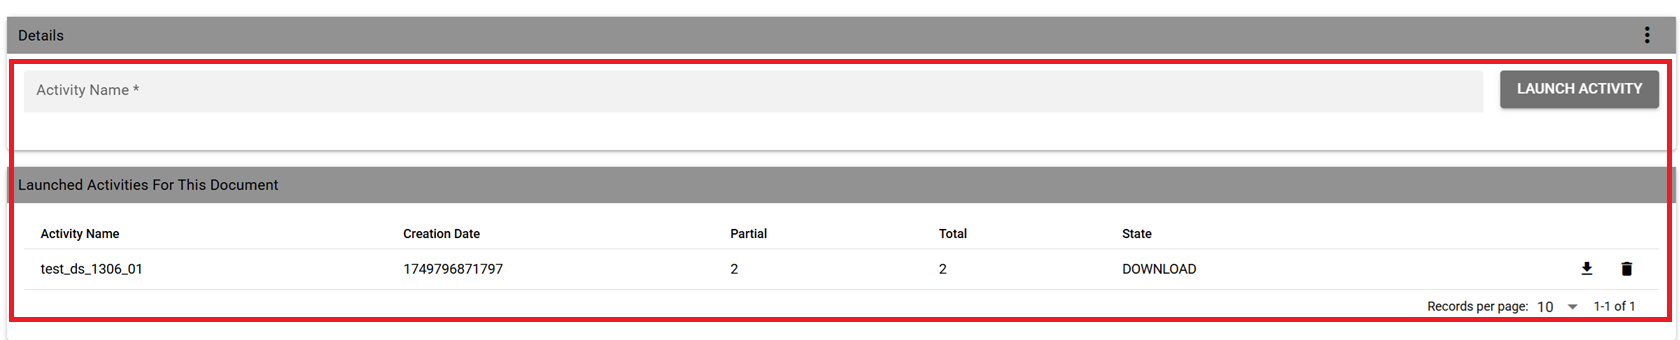 Details
Activity Name *
LAUNCH ACTIVITY
Launched Activities For This Document
Activity Name Creation Date Partial Total State
test_ds_1306_01 1749796871797 2 2 DOWNLOAD
Records per page: 10 1-1 of 1